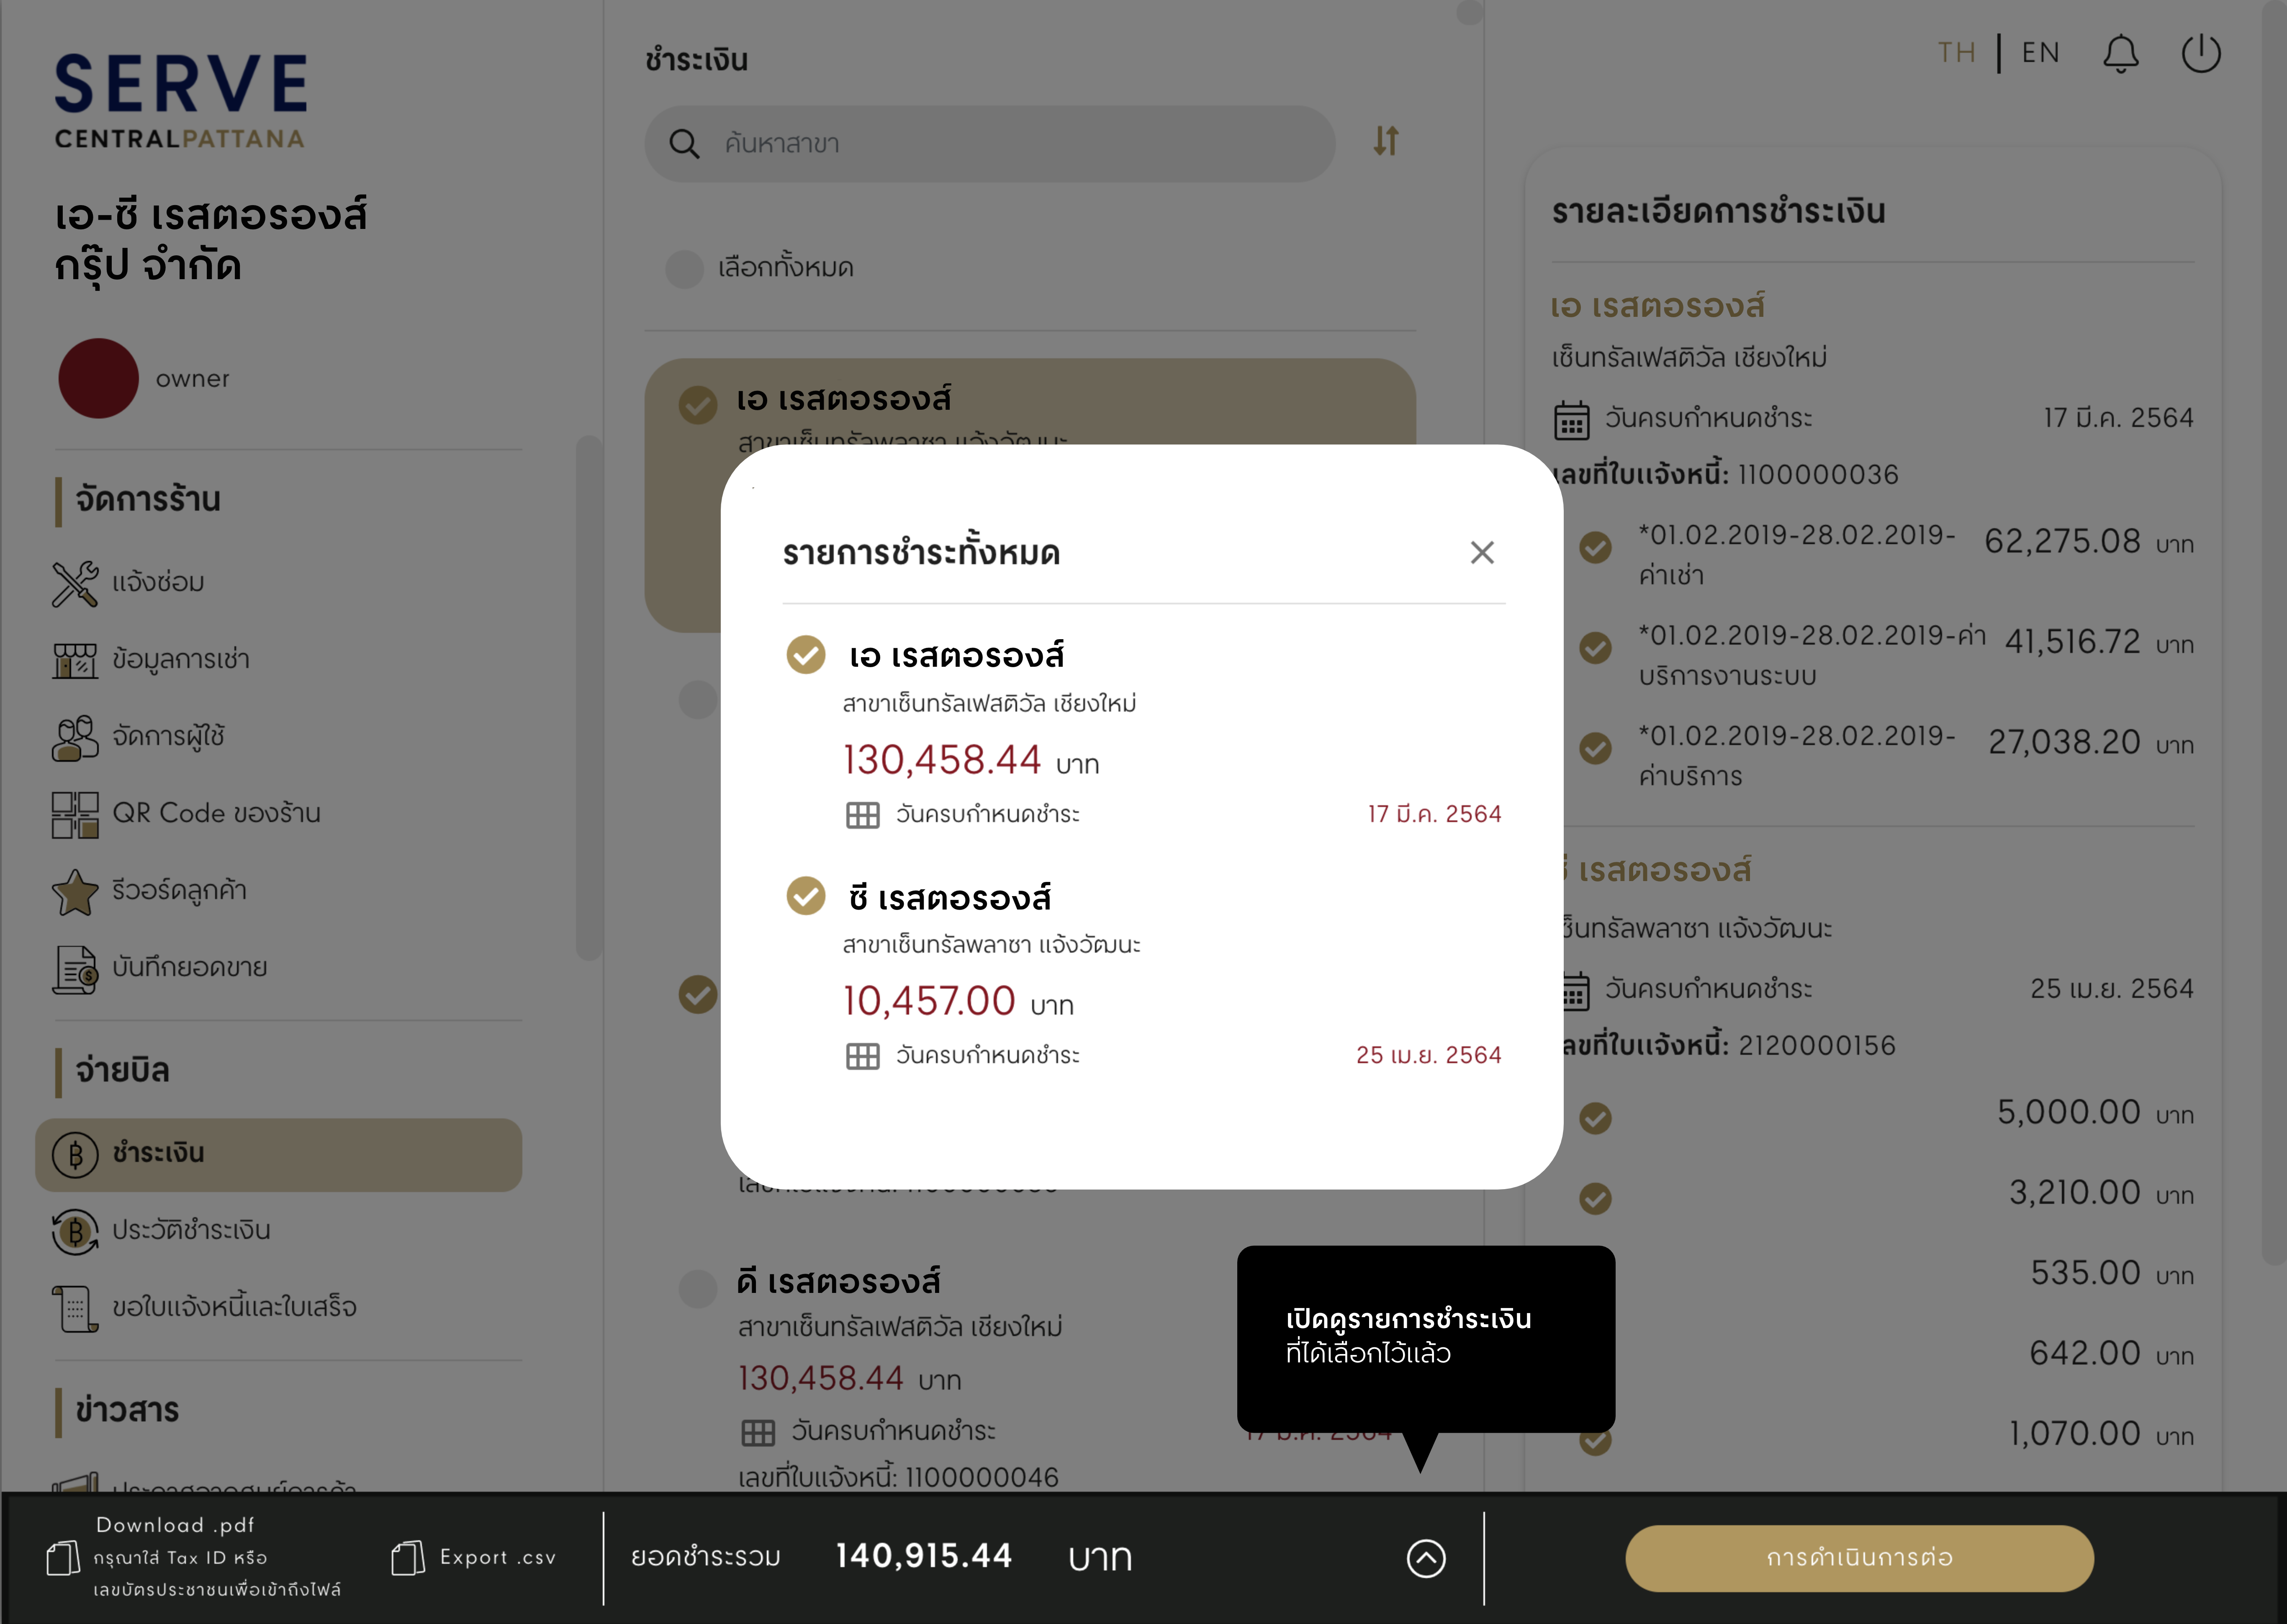 SERVE
CENTRALPATTANA
เอ-ซี เรสตอรองส์
กรุ๊ป จำกัด
owner
จัดการร้าน
แจ้งซ่อม
ข้อมูลการเช่า
จัดการผู้ใช้
QR Code ของร้าน
รีวอร์ดลูกค้า
บันทึกยอดขาย
จ่ายบิล
ชำระเงิน
ประวัติชำระเงิน
ขอใบแจ้งหนี้และใบเสร็จ
ข่าวสาร
ชำระเงิน
ค้นหาสาขา
เลือกทั้งหมด
เอ เรสตอรองส์
สาขาเซ็นทรัลพลาซา แจ้งวัฒนะ
รายการชำระทั้งหมด
เอ เรสตอรองส์
สาขาเซ็นทรัลเฟสติวัล เชียงใหม่
130,458.44 บาท
วันครบกำหนดชำระ 17 มี.ค. 2564
ซี เรสตอรองส์
สาขาเซ็นทรัลพลาซา แจ้งวัฒนะ
10,457.00 บาท
วันครบกำหนดชำระ 25 เม.ย. 2564
ดี เรสตอรองส์
สาขาเซ็นทรัลเฟสติวัล เชียงใหม่
130,458.44 บาท
วันครบกำหนดชำระ 17 มี.ค. 2564
เลขที่ใบแจ้งหนี้: 1100000046
เปิดดูรายการชำระเงิน
ที่ได้เลือกไว้แล้ว
TH | EN
รายละเอียดการชำระเงิน
เอ เรสตอรองส์
เซ็นทรัลเฟสติวัล เชียงใหม่
วันครบกำหนดชำระ 17 มี.ค. 2564
เลขที่ใบแจ้งหนี้: 1100000036
*01.02.2019-28.02.2019- 62,275.08 บาท
ค่าเช่า
*01.02.2019-28.02.2019-ค่า 41,516.72 บาท
บริการงานระบบ
*01.02.2019-28.02.2019- 27,038.20 บาท
ค่าบริการ
ซี เรสตอรองส์
เซ็นทรัลพลาซา แจ้งวัฒนะ
วันครบกำหนดชำระ 25 เม.ย. 2564
เลขที่ใบแจ้งหนี้: 2120000156
5,000.00 บาท
3,210.00 บาท
535.00 บาท
642.00 บาท
1,070.00 บาท
Download .pdf
กรุณาใส่ Tax ID หรือ
เลขบัตรประชาชนเพื่อเข้าถึงไฟล์
Export .csv
ยอดชำระรวม 140,915.44 บาท
การดำเนินการต่อ